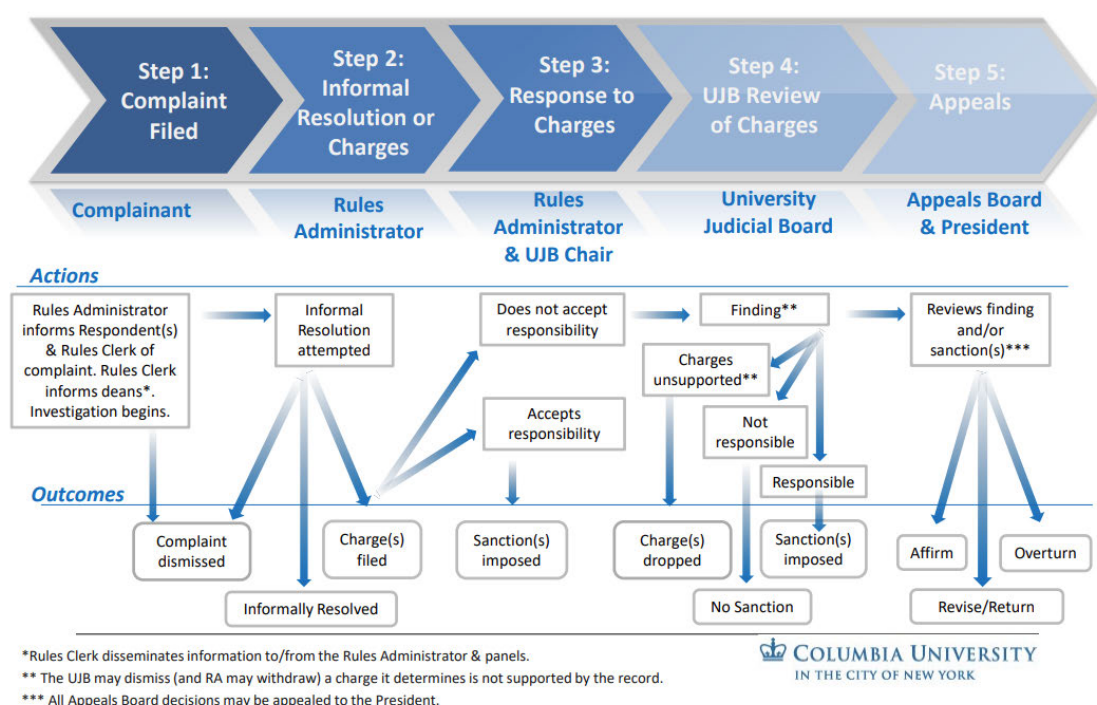 Step 1:
Complaint
Filed
Step 2:
Informal
Resolution or
Charges
Step 3:
Response to
Charges
Step 4:
UJB Review
of Charges
Step 5:
Appeals
Complainant
Rules
Administrator
Rules
Administrator
& UJB Chair
University
Judicial Board
Appeals Board
& President
Actions
Rules Administrator
informs Respondent(s)
& Rules Clerk of
complaint. Rules Clerk
informs deans*.
Investigation begins.
Informal
Resolution
attempted
Does not accept
responsibility
Accepts
responsibility
Finding**
Charges
unsupported**
Not
responsible
Responsible
Reviews finding
and/or
sanction(s)***
Outcomes
Complaint
dismissed
Informally Resolved
Charge(s)
filed
Sanction(s)
imposed
Charge(s)
dropped
No Sanction
Sanction(s)
imposed
Affirm
Revise/Return
Overturn
*Rules Clerk disseminates information to/from the Rules Administrator & panels.
** The UJB may dismiss (and RA may withdraw) a charge it determines is not supported by the record.
*** All Appeals Board decisions may be appealed to the President.
COLUMBIA UNIVERSITY
IN THE CITY OF NEW YORK